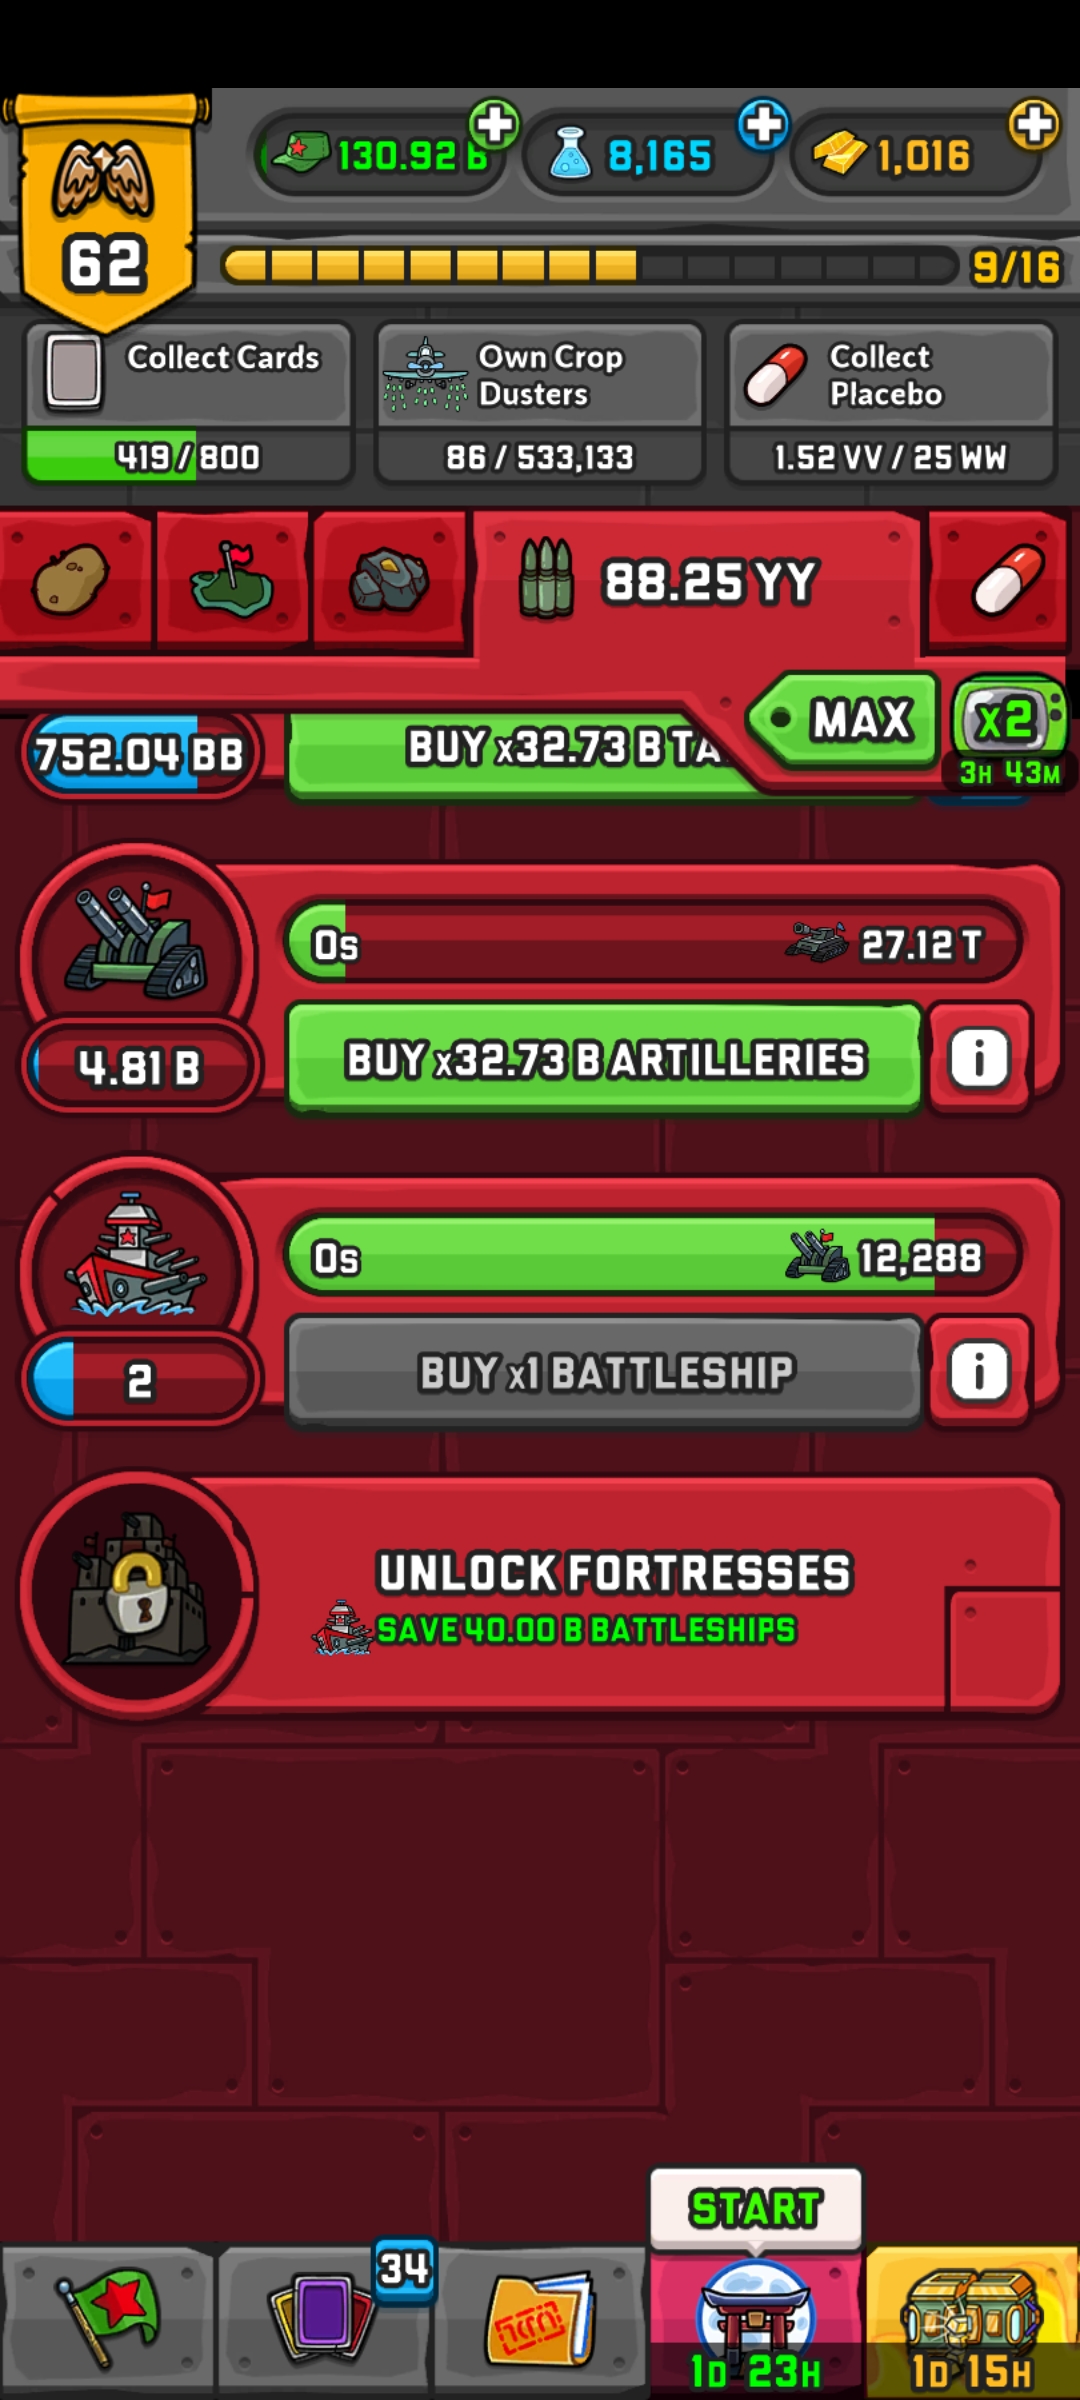 130.92 B
8,165
1,016
62
9/16
Collect Cards
419 / 800
Own Crop
Dusters
86 / 533,133
Collect
Placebo
1.52 VV / 25 WW
88.25 YY
MAX
x2
3H 43M
752.04 BB
BUY x32.73 B TA
0s
27.12 T
4.81 B
BUY x32.73 B ARTILLERIES
i
0s
12,288
2
BUY x1 BATTLESHIP
i
UNLOCK FORTRESSES
SAVE 40.00 B BATTLESHIPS
START
34
1D 23H
1D 15H